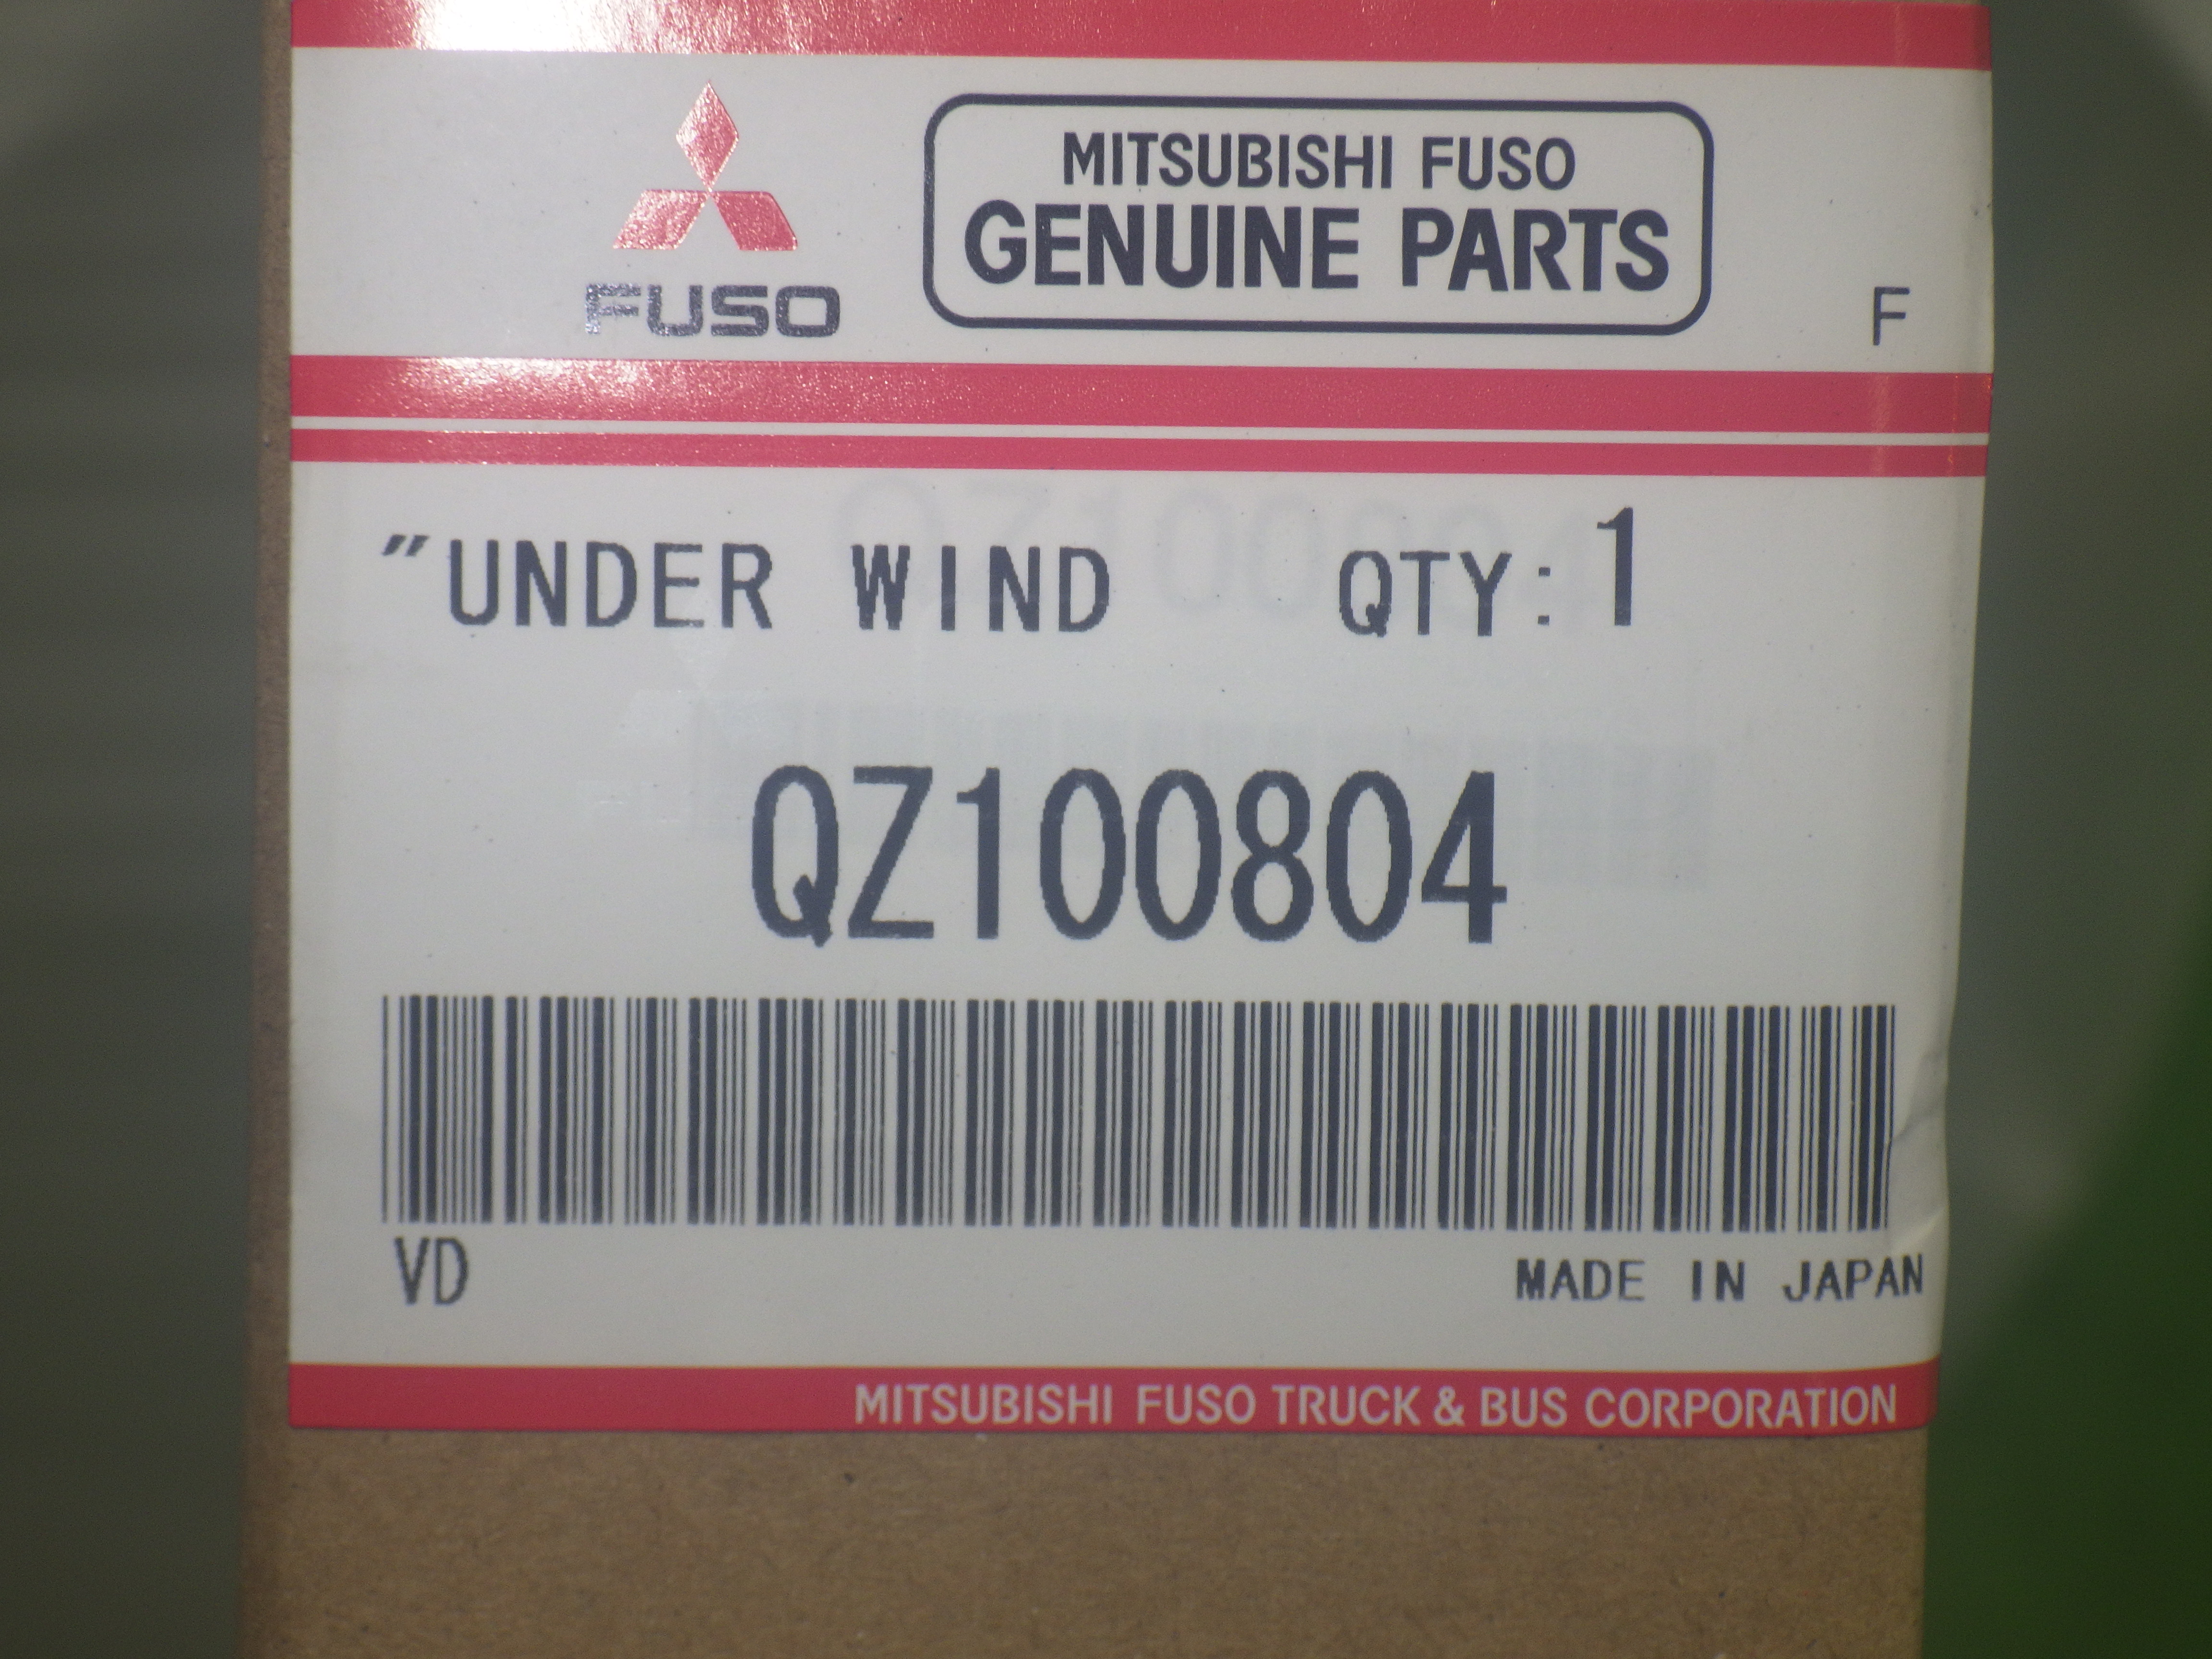 MITSUBISHI FUSO
GENUINE PARTS
FUSO
F
"UNDER WIND QTY:1
QZ100804
VD
MADE IN JAPAN
MITSUBISHI FUSO TRUCK & BUS CORPORATION